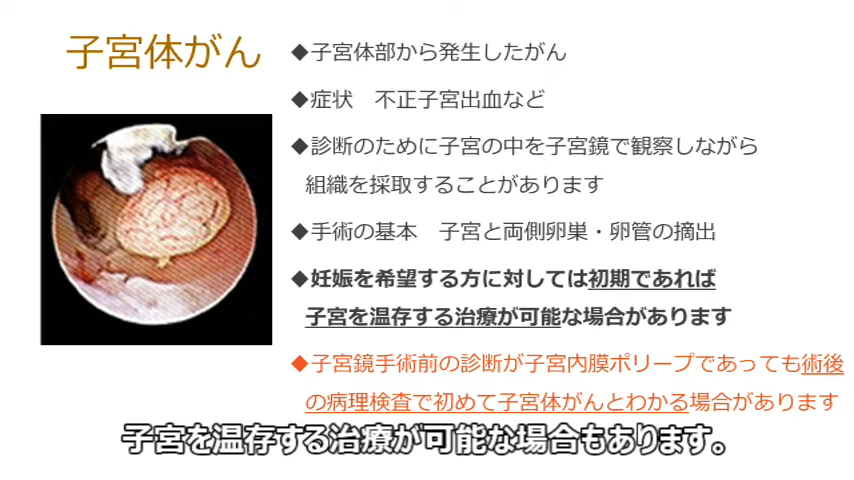 子宮体がん
◆子宮体部から発生したがん
◆症状　不正子宮出血など
◆診断のために子宮の中を子宮鏡で観察しながら
組織を採取することがあります
◆手術の基本　子宮と両側卵巣・卵管の摘出
◆妊娠を希望する方に対しては初期であれば
子宮を温存する治療が可能な場合があります
◆子宮鏡手術前の診断が子宮内膜ポリープであっても術後
の病理検査で初めて子宮体がんとわかる場合があります
子宮を温存する治療が可能な場合もあります。